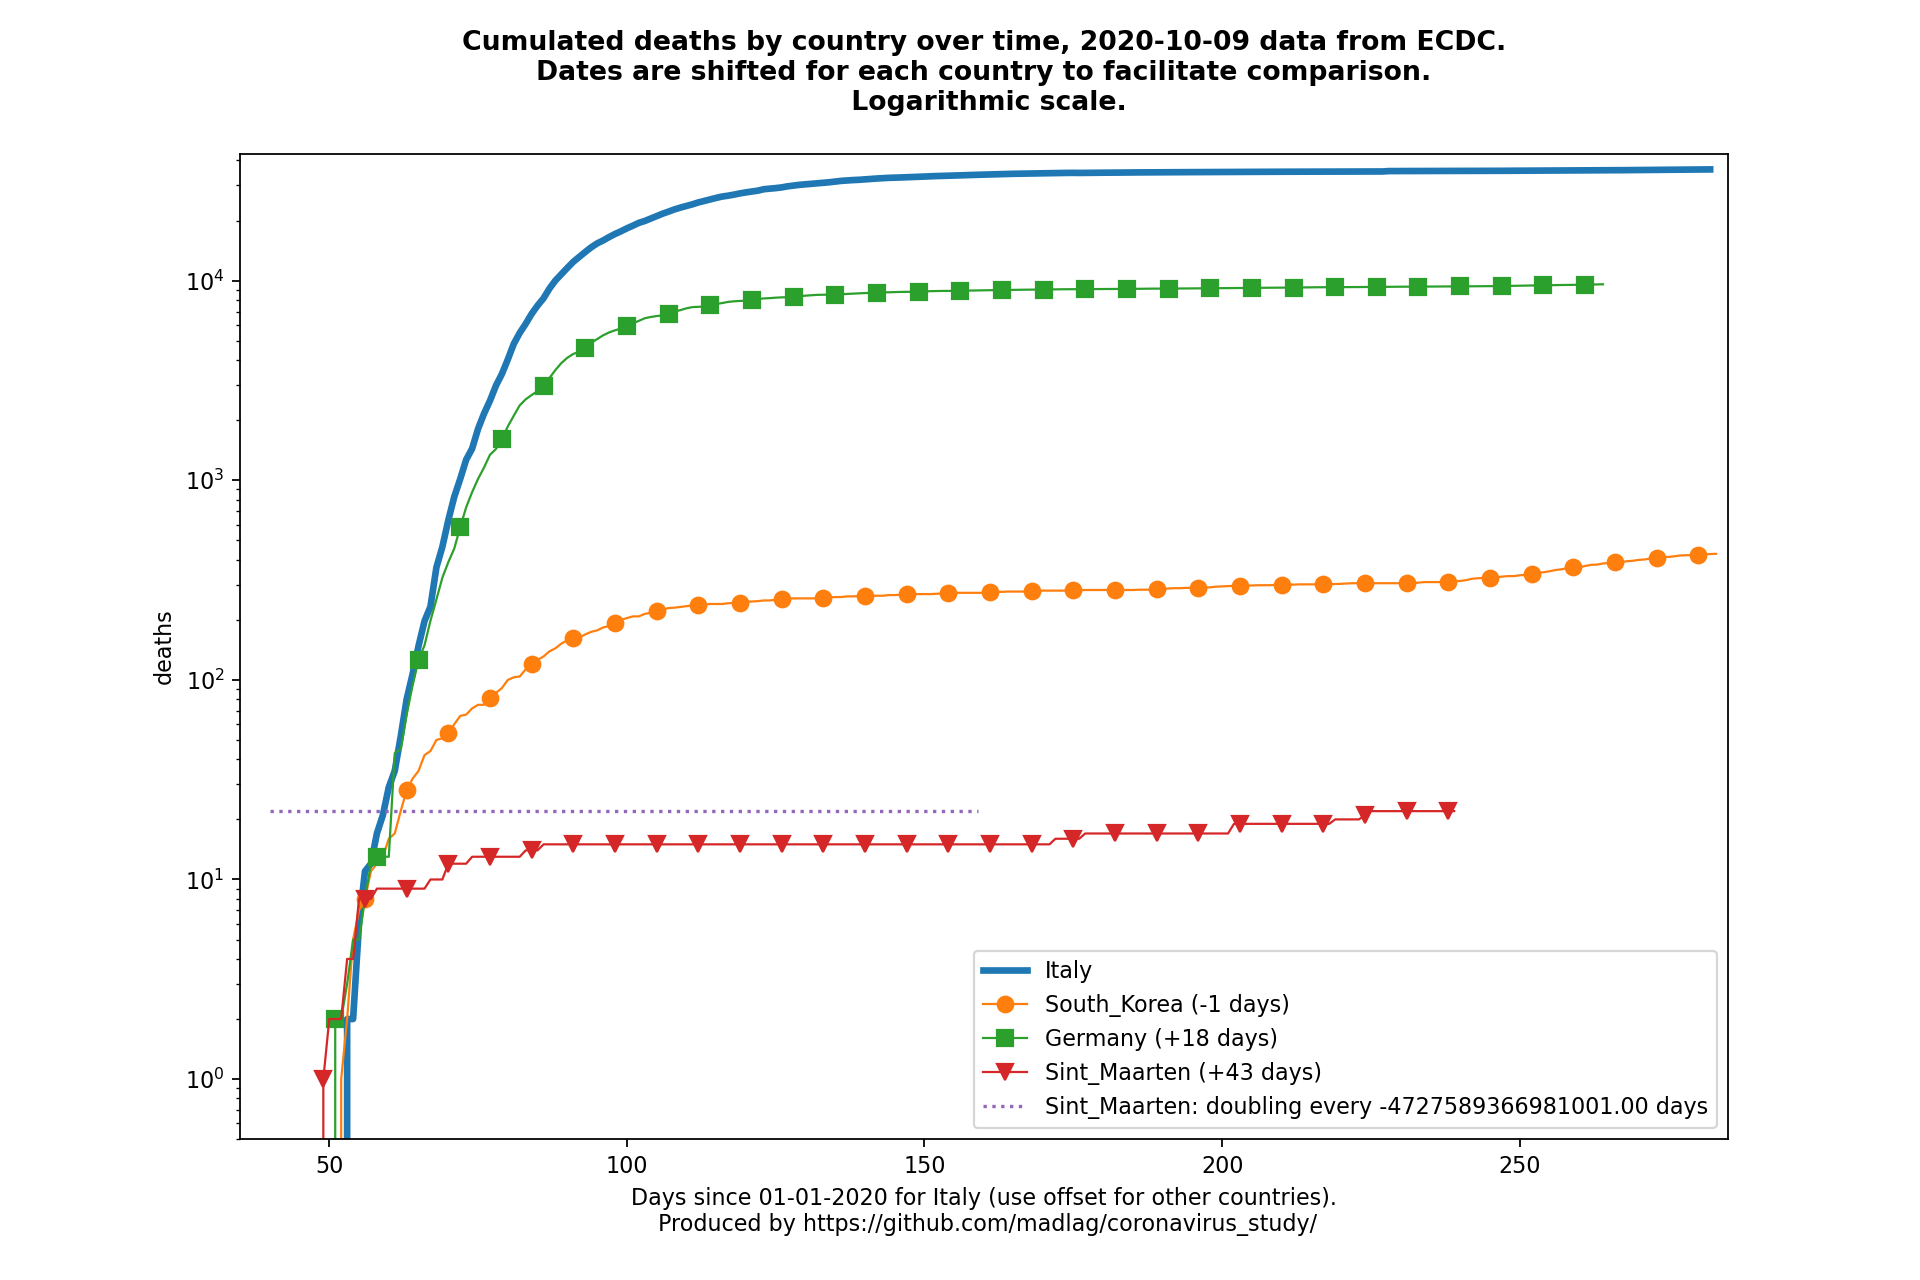 Cumulated deaths by country over time, 2020-10-09 data from ECDC.
Dates are shifted for each country to facilitate comparison.
Logarithmic scale.
10⁴
10³
10²
10¹
10⁰
deaths
Italy
South_Korea (-1 days)
Germany (+18 days)
Sint_Maarten (+43 days)
Sint_Maarten: doubling every -4727589366981001.00 days
50 100 150 200 250
Days since 01-01-2020 for Italy (use offset for other countries).
Produced by https://github.com/madlag/coronavirus_study/